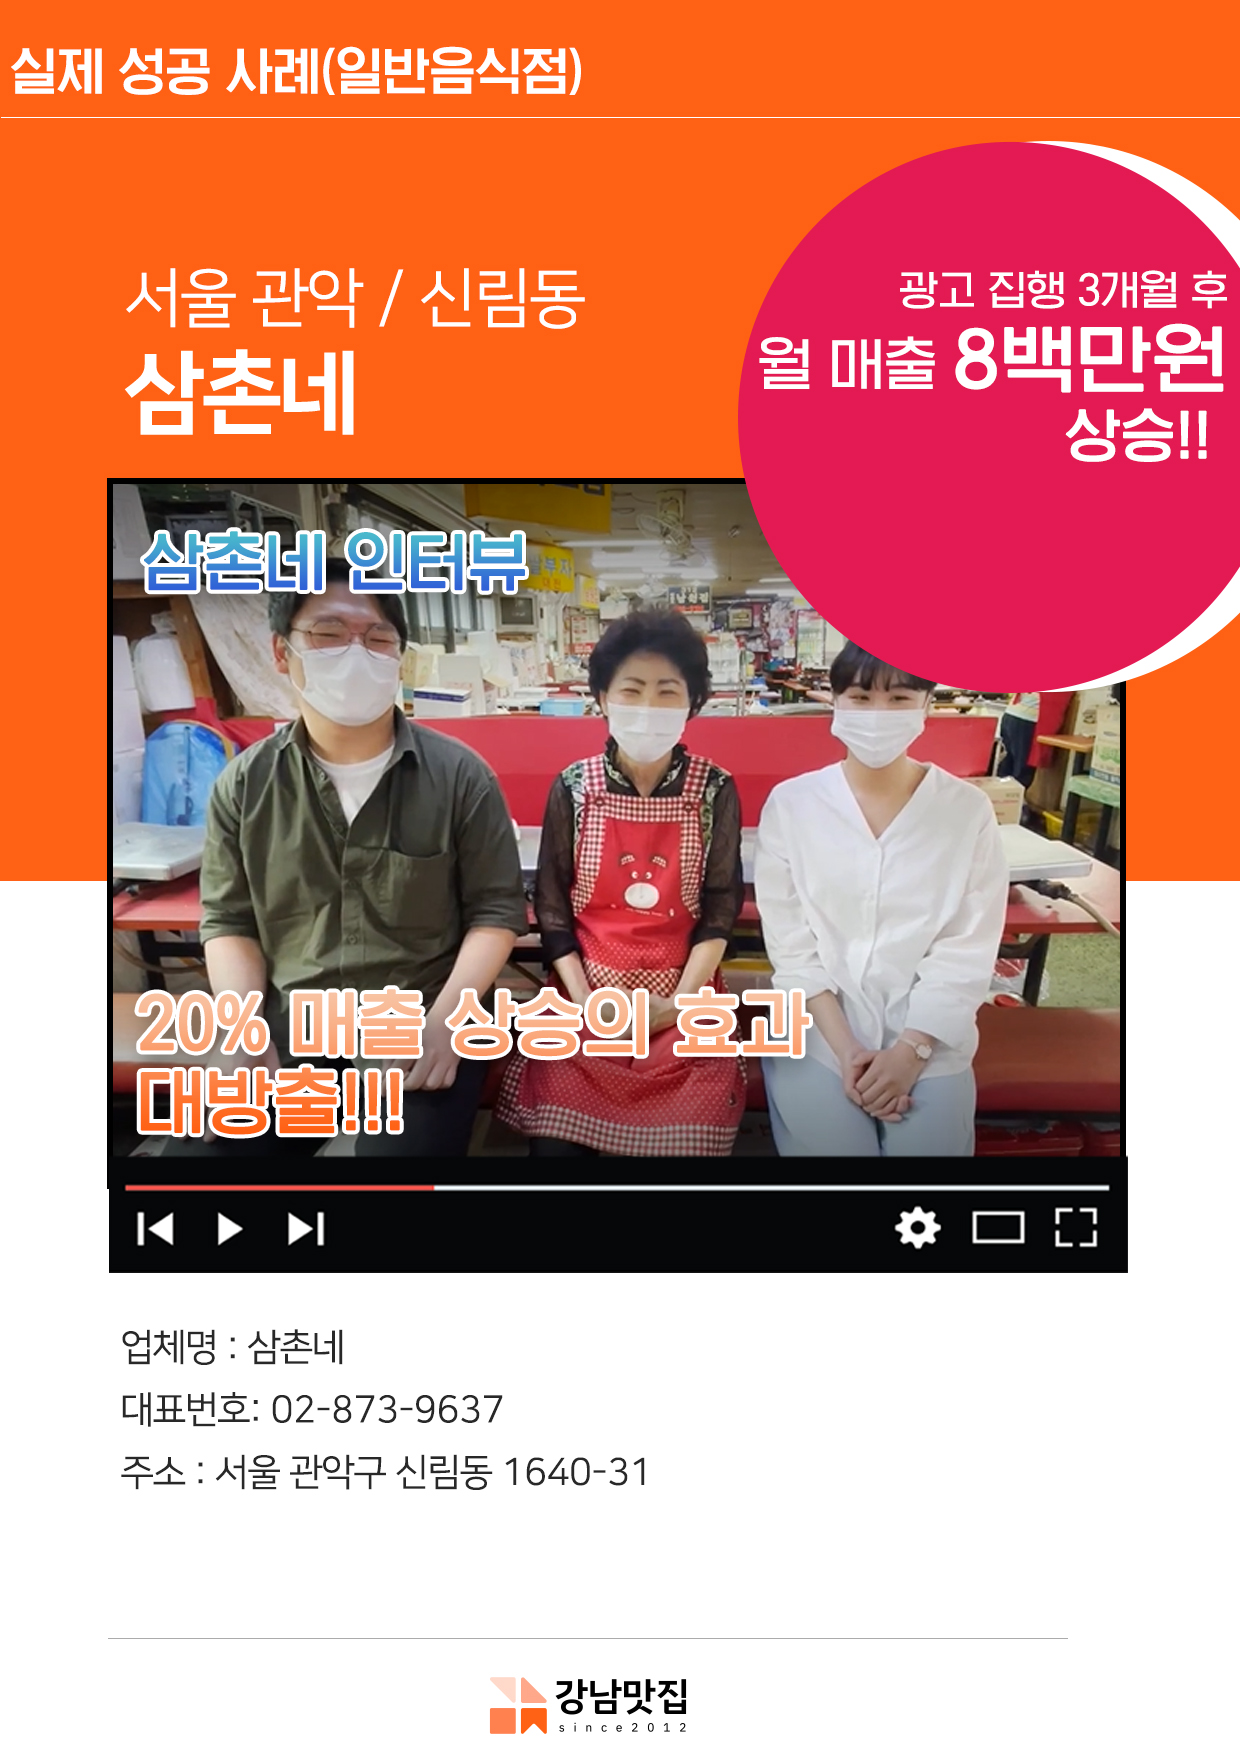 실제 성공 사례(일반음식점)
서울 관악 / 신림동
삼촌네
광고 집행 3개월 후
월 매출 8백만원
상승!!
삼촌네 인터뷰
20% 매출 상승의 효과
대방출!!!
업체명 : 삼촌네
대표번호: 02-873-9637
주소 : 서울 관악구 신림동 1640-31
강남맛집
since2012